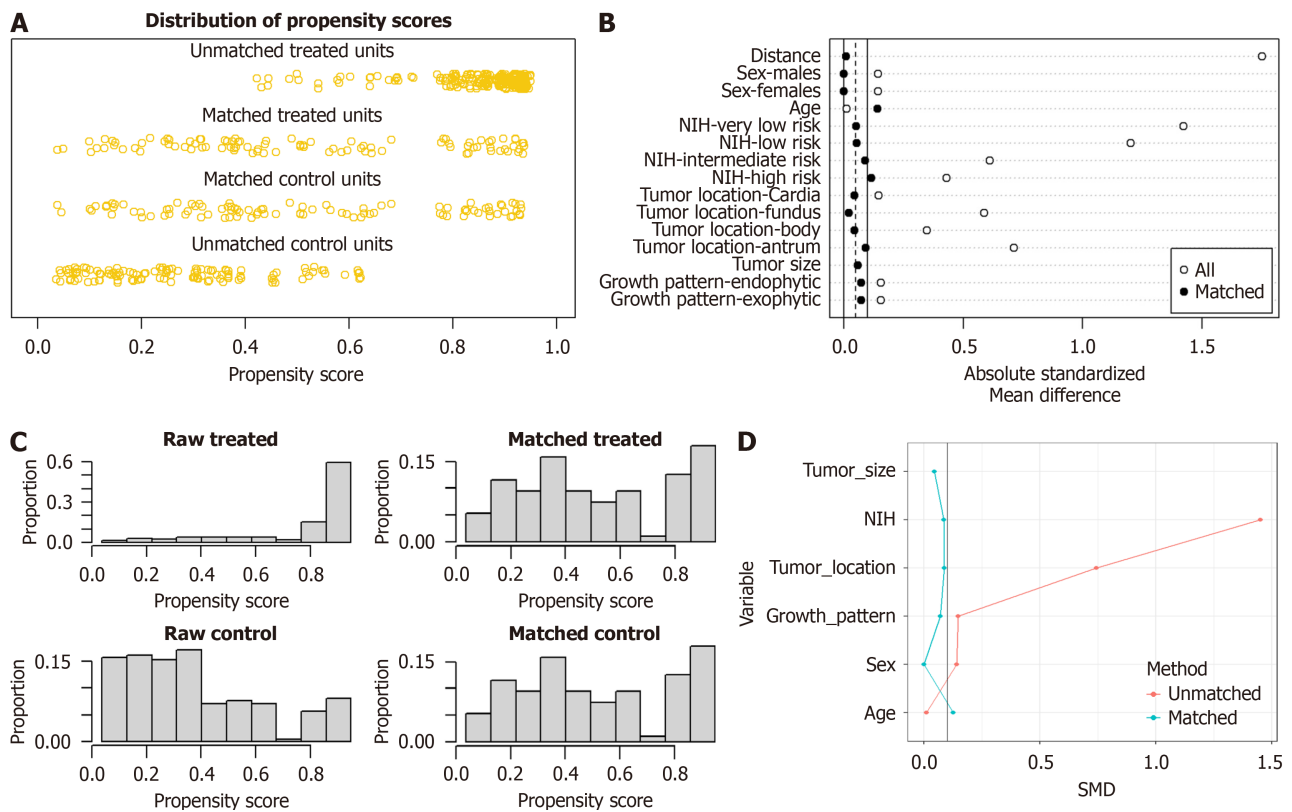 A
Distribution of propensity scores
Unmatched treated units
Matched treated units
Matched control units
Unmatched control units
0.0 0.2 0.4 0.6 0.8 1.0
Propensity score
B
Distance
Sex-males
Sex-females
Age
NIH-very low risk
NIH-low risk
NIH-intermediate risk
NIH-high risk
Tumor location-Cardia
Tumor location-fundus
Tumor location-body
Tumor location-antrum
Tumor size
Growth pattern-endophytic
Growth pattern-exophytic
All
Matched
0.0 0.5 1.0 1.5
Absolute standardized
Mean difference
C
Raw treated
Proportion
0.6
0.3
0.0
0.0 0.2 0.4 0.6 0.8
Propensity score
Matched treated
Proportion
0.15
0.00
0.0 0.2 0.4 0.6 0.8
Propensity score
Raw control
Proportion
0.15
0.00
0.0 0.2 0.4 0.6 0.8
Propensity score
Matched control
Proportion
0.15
0.00
0.0 0.2 0.4 0.6 0.8
Propensity score
D
Variable
Tumor_size
NIH
Tumor_location
Growth_pattern
Sex
Age
Method
Unmatched
Matched
0.0 0.5 1.0 1.5
SMD